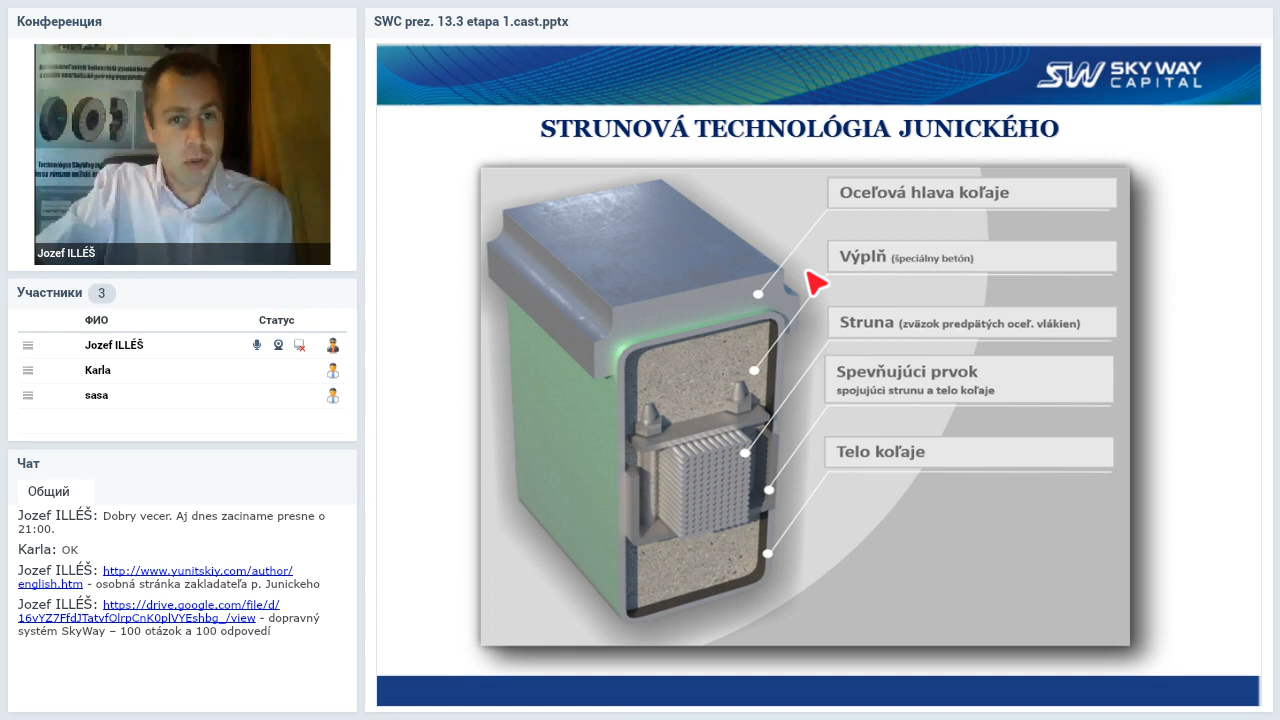 Конференция
Jozef ILLÉŠ
Участники 3
ФИО Статус
Jozef ILLÉŠ
Karla
sasa
Чат
Общий
Jozef ILLÉŠ: Dobry vecer. Aj dnes zaciname presne o
21:00.
Karla: OK
Jozef ILLÉŠ: http://www.yunitskiy.com/author/
english.htm - osobná stránka zakladateľa p. Junickeho
Jozef ILLÉŠ: https://drive.google.com/file/d/
16vYZ7FfdJTatvfOlrpCnK0plVYEshbg_/view - dopravný
systém SkyWay – 100 otázok a 100 odpovedí
SWC prez. 13.3 etapa 1.cast.pptx
SW SKY WAY
CAPITAL
STRUNOVÁ TECHNOLÓGIA JUNICKÉHO
Oceľová hlava koľaje
Výplň (špeciálny betón)
Struna (zväzok predpätých oceľ. vlákien)
Spevňujúci prvok
spojujúci strunu a telo koľaje
Telo koľaje